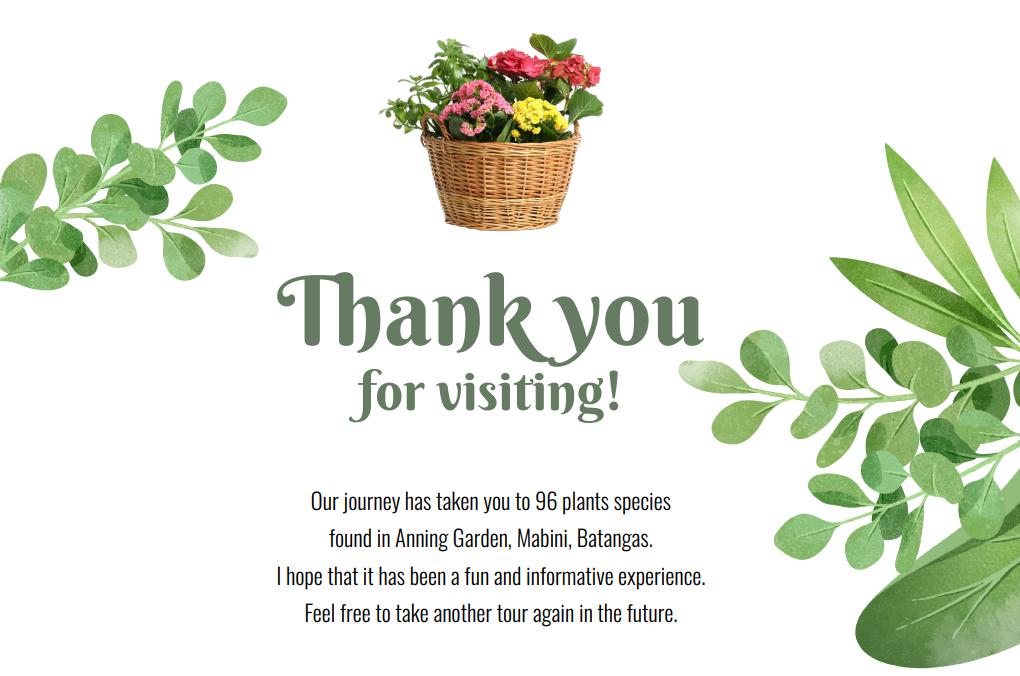 Thank you
for visiting!
Our journey has taken you to 96 plants species
found in Anning Garden, Mabini, Batangas.
I hope that it has been a fun and informative experience.
Feel free to take another tour again in the future.